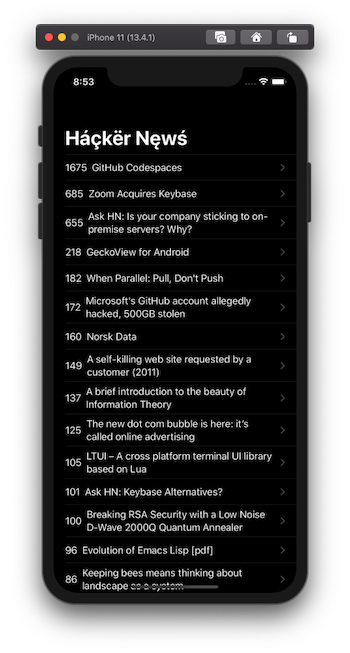 iPhone 11 (13.4.1)
8:53
Háçkër Nęwś
1675 GitHub Codespaces
685 Zoom Acquires Keybase
655 Ask HN: Is your company sticking to on-
premise servers? Why?
218 GeckoView for Android
182 When Parallel: Pull, Don't Push
172 Microsoft's GitHub account allegedly
hacked, 500GB stolen
160 Norsk Data
149 A self-killing web site requested by a
customer (2011)
137 A brief introduction to the beauty of
Information Theory
125 The new dot com bubble is here: it's
called online advertising
105 LTUI – A cross platform terminal UI library
based on Lua
101 Ask HN: Keybase Alternatives?
100 Breaking RSA Security with a Low Noise
D-Wave 2000Q Quantum Annealer
96 Evolution of Emacs Lisp [pdf]
86 Keeping bees means thinking about
landscape as a system